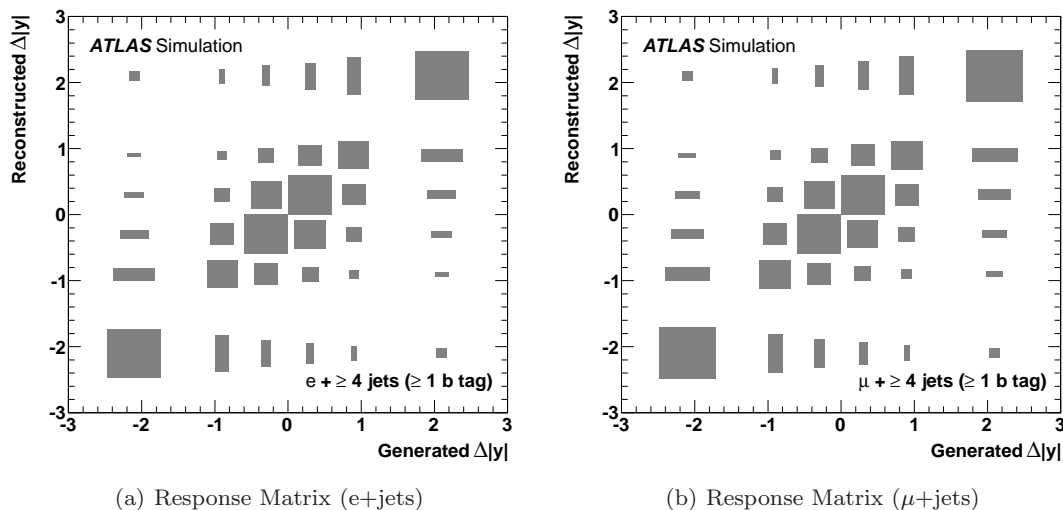 Reconstructed Δ|y|
3
2
1
0
-1
-2
-3
ATLAS Simulation
e + ≥ 4 jets (≥ 1 b tag)
-3 -2 -1 0 1 2 3
Generated Δ|y|
(a) Response Matrix (e+jets)
Reconstructed Δ|y|
3
2
1
0
-1
-2
-3
ATLAS Simulation
μ + ≥ 4 jets (≥ 1 b tag)
-3 -2 -1 0 1 2 3
Generated Δ|y|
(b) Response Matrix (μ+jets)